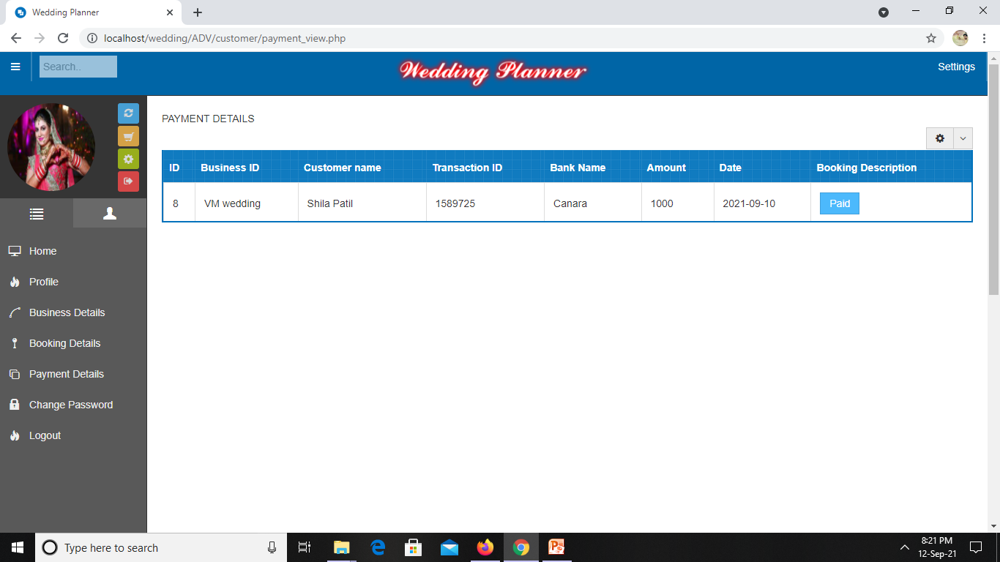 Wedding Planner
localhost/wedding/ADV/customer/payment_view.php
Search..
Wedding Planner
Settings
PAYMENT DETAILS
ID Business ID Customer name Transaction ID Bank Name Amount Date Booking Description
8 VM wedding Shila Patil 1589725 Canara 1000 2021-09-10 Paid
Home
Profile
Business Details
Booking Details
Payment Details
Change Password
Logout
Type here to search
8:21 PM
12-Sep-21